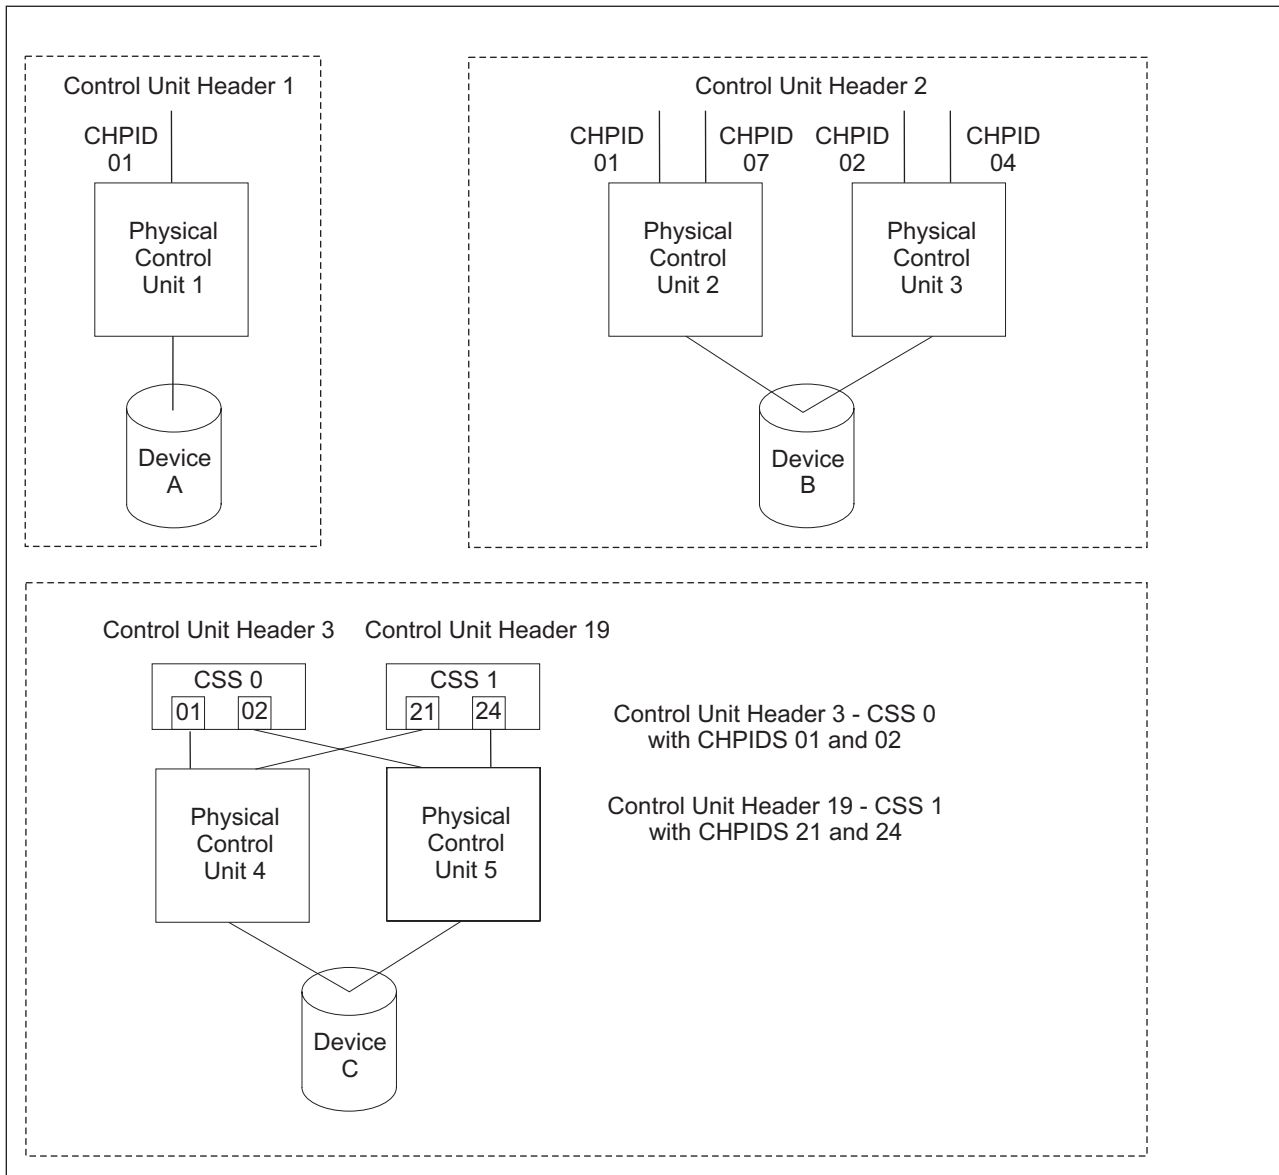 Control Unit Header 1
CHPID
01
Physical
Control
Unit 1
Device
A
Control Unit Header 2
CHPID
01
CHPID
07
CHPID
02
CHPID
04
Physical
Control
Unit 2
Physical
Control
Unit 3
Device
B
Control Unit Header 3
Control Unit Header 19
CSS 0
01
02
CSS 1
21
24
Control Unit Header 3 - CSS 0
with CHPIDS 01 and 02
Control Unit Header 19 - CSS 1
with CHPIDS 21 and 24
Physical
Control
Unit 4
Physical
Control
Unit 5
Device
C